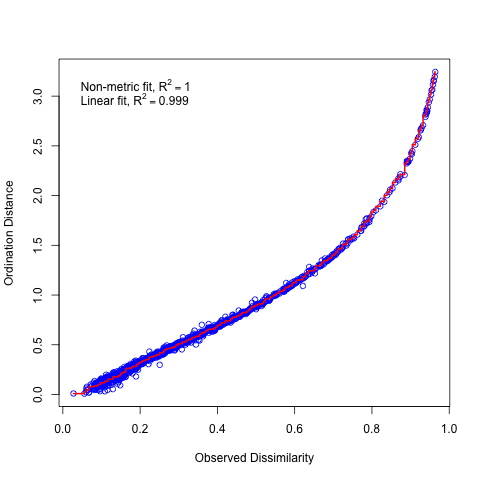 Non-metric fit, R² = 1
Linear fit, R² = 0.999
Ordination Distance
3.0
2.5
2.0
1.5
1.0
0.5
0.0
0.0 0.2 0.4 0.6 0.8 1.0
Observed Dissimilarity